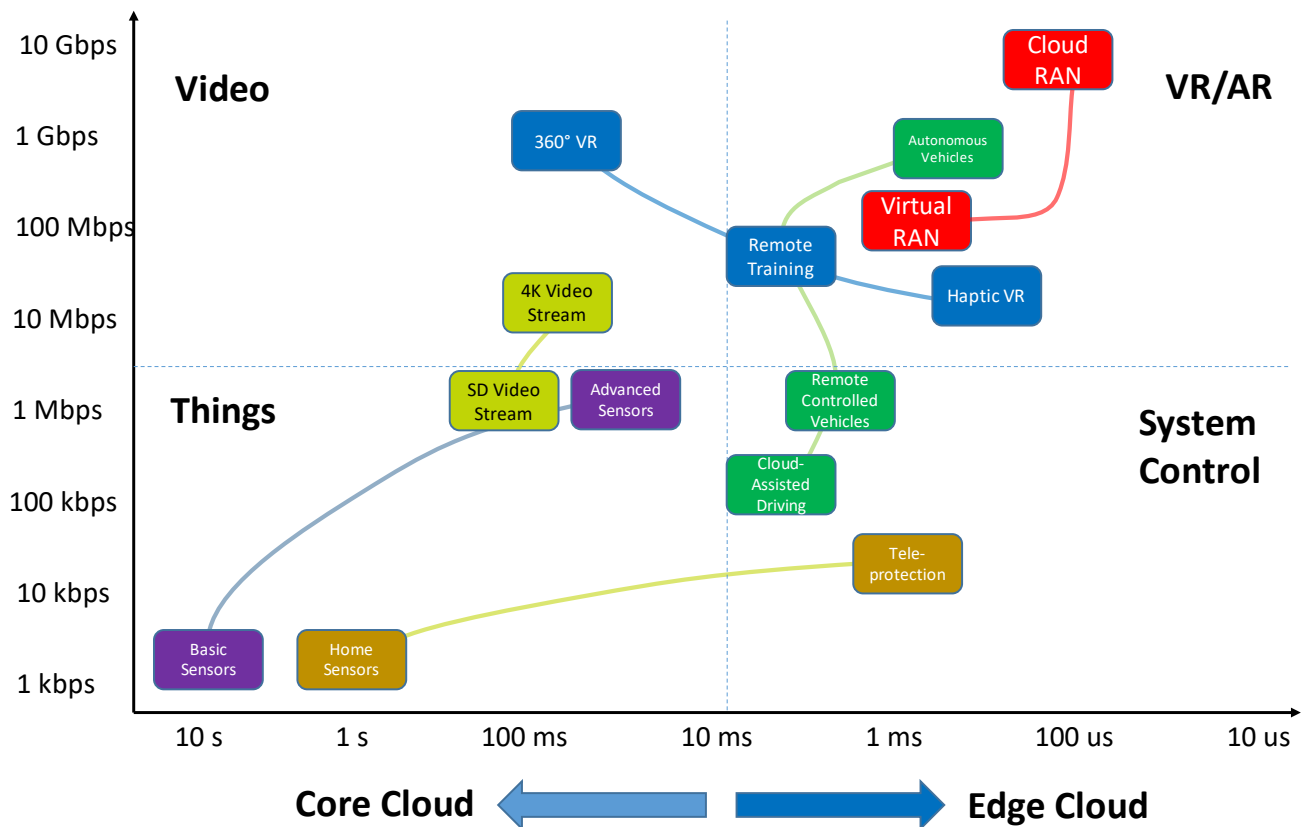 10 Gbps
1 Gbps
100 Mbps
10 Mbps
1 Mbps
100 kbps
10 kbps
1 kbps
Video
VR/AR
Cloud
RAN
360° VR
Autonomous
Vehicles
Virtual
RAN
Remote
Training
Haptic VR
4K Video
Stream
Things
SD Video
Stream
Advanced
Sensors
Remote
Controlled
Vehicles
System
Control
Cloud-
Assisted
Driving
Tele-
protection
Basic
Sensors
Home
Sensors
10 s
1 s
100 ms
10 ms
1 ms
100 us
10 us
Core Cloud
Edge Cloud